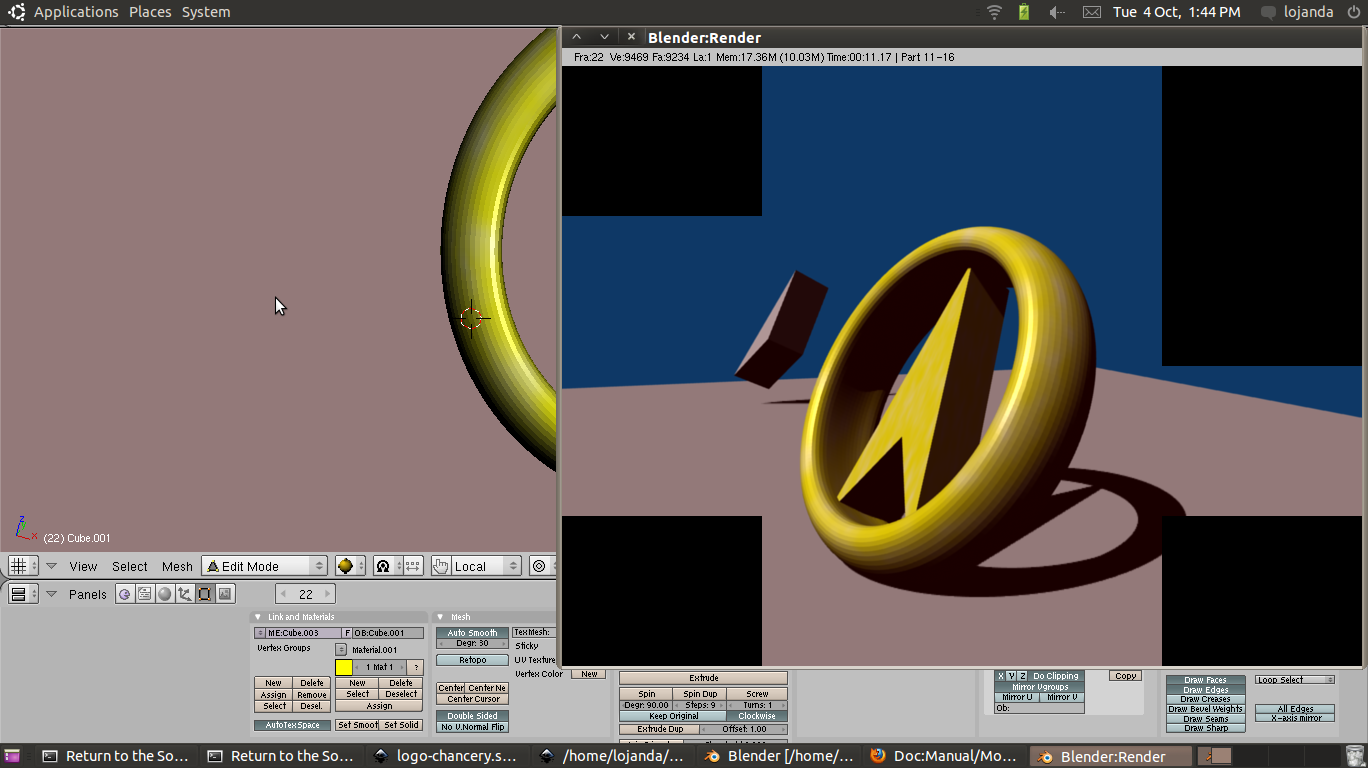 Applications Places System
Tue 4 Oct, 1:44 PM lojanda
Blender:Render
Fra:22 Ve:9469 Fa:9234 La:1 Mem:17.36M (10.03M) Time:00:11.17 | Part 11-16
z
x
(22) Cube.001
View Select Mesh Edit Mode Local
Panels 22
Link and Materials
Mesh
ME:Cube.003 F OB:Cube.001
Vertex Groups
Material.001
1 Mat 1 ?
New Delete New Delete
Assign Remove Select Deselect
Select Desel. Assign
AutoTexSpace Set Smoot Set Solid
Auto Smooth
Degr: 30
Retopo
Center Center Ne
Center Cursor
Double Sided
No V.Normal Flip
TexMesh:
Sticky
UV Texture
Vertex Color New
Extrude
Spin Spin Dup Screw
Degr: 90.00 Steps: 9 Turns: 1
Keep Original Clockwise
Extrude Dup Offset: 1.00
X Y Z Do Clipping
Mirror Vgroups
Mirror U Mirror V
Ob:
Copy
Draw Faces
Draw Edges
Draw Creases
Draw Bevel Weights
Draw Seams
Draw Sharp
Loop Select
All Edges
X-axis mirror
Return to the So... Return to the So... logo-chancery.s... /home/lojanda/... Blender [/home/... Doc:Manual/Mo... Blender:Render